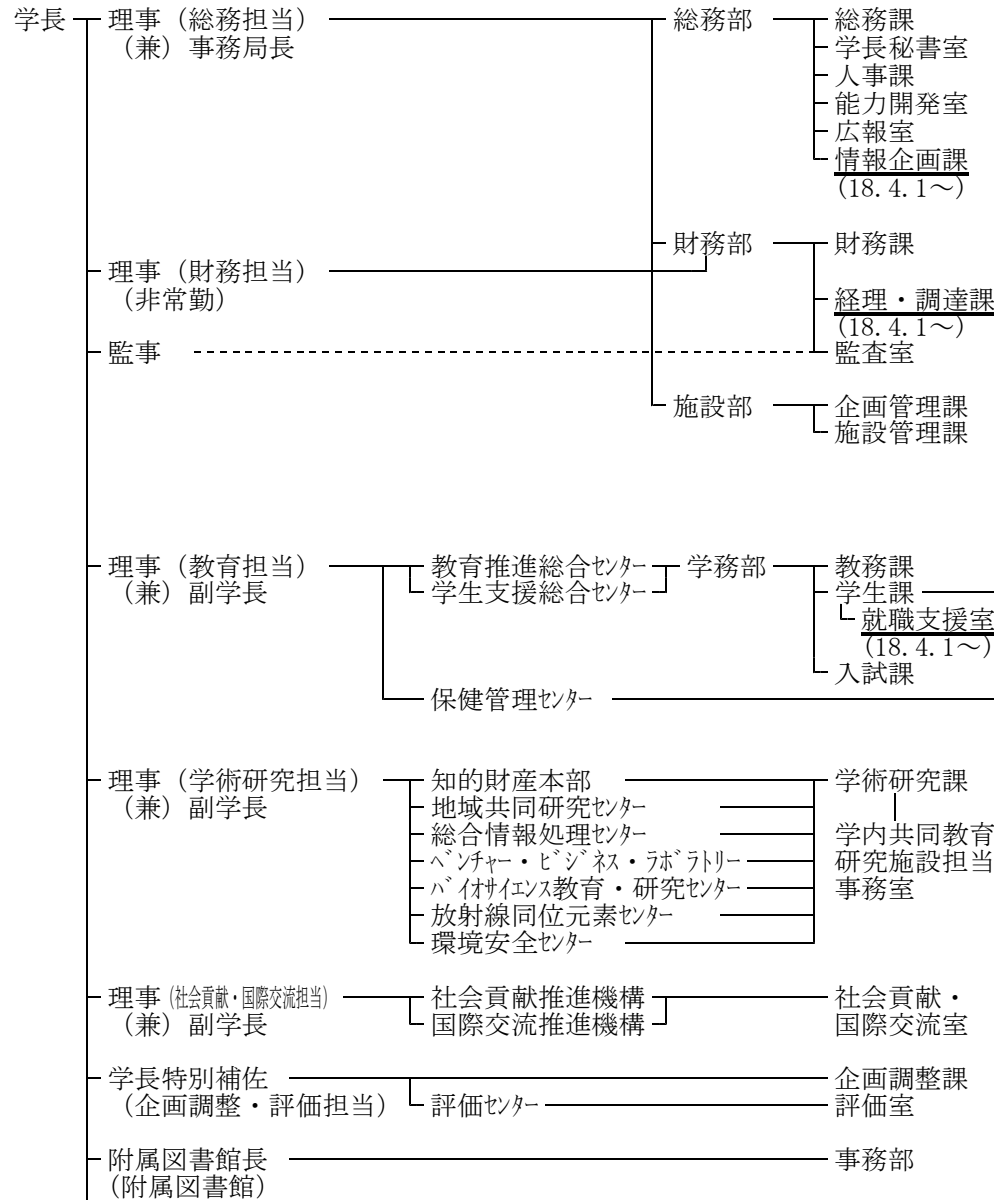 学長 理事（総務担当） 総務部 総務課
（兼）事務局長 学長秘書室
人事課
能力開発室
広報室
情報企画課
(18.4.1～)
財務部 財務課
理事（財務担当）
（非常勤） 経理・調達課
(18.4.1～)
監事 監査室
施設部 企画管理課
施設管理課
理事（教育担当） 教育推進総合ｾﾝﾀｰ 学務部 教務課
（兼）副学長 学生支援総合ｾﾝﾀｰ 学生課
就職支援室
(18.4.1～)
入試課
保健管理ｾﾝﾀｰ
理事（学術研究担当） 知的財産本部 学術研究課
（兼）副学長 地域共同研究ｾﾝﾀｰ
総合情報処理ｾﾝﾀｰ 学内共同教育
ﾍﾞﾝﾁｬｰ・ﾋﾞｼﾞﾈｽ・ﾗﾎﾞﾗﾄﾘｰ 研究施設担当
ﾊﾞｲｵｻｲｴﾝｽ教育・研究ｾﾝﾀｰ 事務室
放射線同位元素ｾﾝﾀｰ
環境安全ｾﾝﾀｰ
理事（社会貢献・国際交流担当） 社会貢献推進機構 社会貢献・
（兼）副学長 国際交流推進機構 国際交流室
学長特別補佐 企画調整課
（企画調整・評価担当） 評価ｾﾝﾀｰ 評価室
附属図書館長 事務部
(附属図書館)